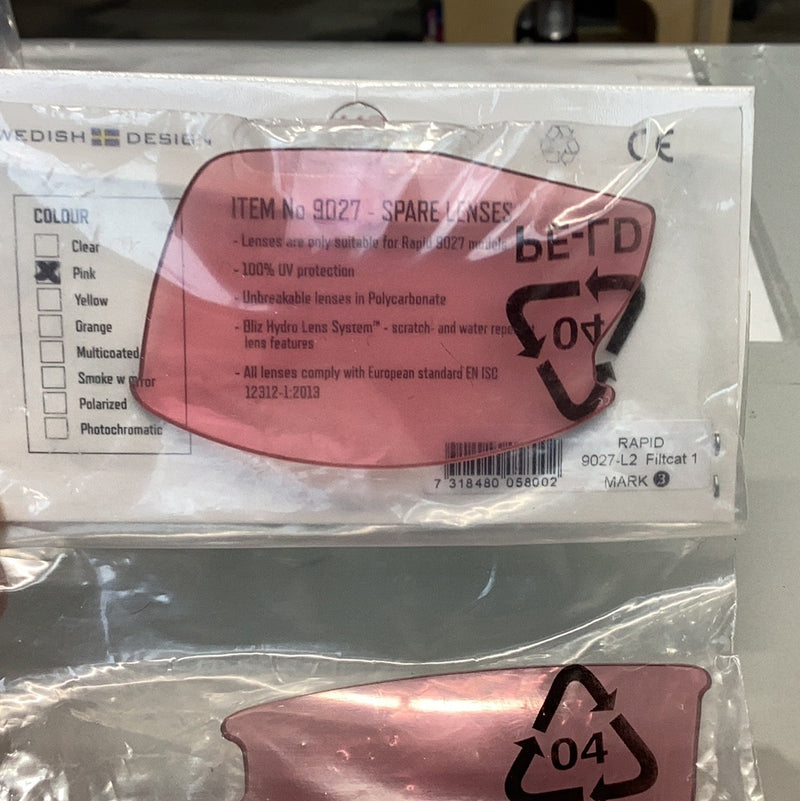 SWEDISH DESIGN
CE
COLOUR
Clear
Pink
Yellow
Orange
Multicoated
Smoke w mirror
Polarized
Photochromatic
ITEM No 9027 - SPARE LENSES
- Lenses are only suitable for Rapid 9027 models
- 100% UV protection
- Unbreakable lenses in Polycarbonate
- Bliz Hydro Lens System™ - scratch- and water
lens features
- All lenses comply with European standard EN ISO
12312-1:2013
PE-LD
04
RAPID
9027-L2 Filtcat 1
MARK 3
7 318480 058002
04